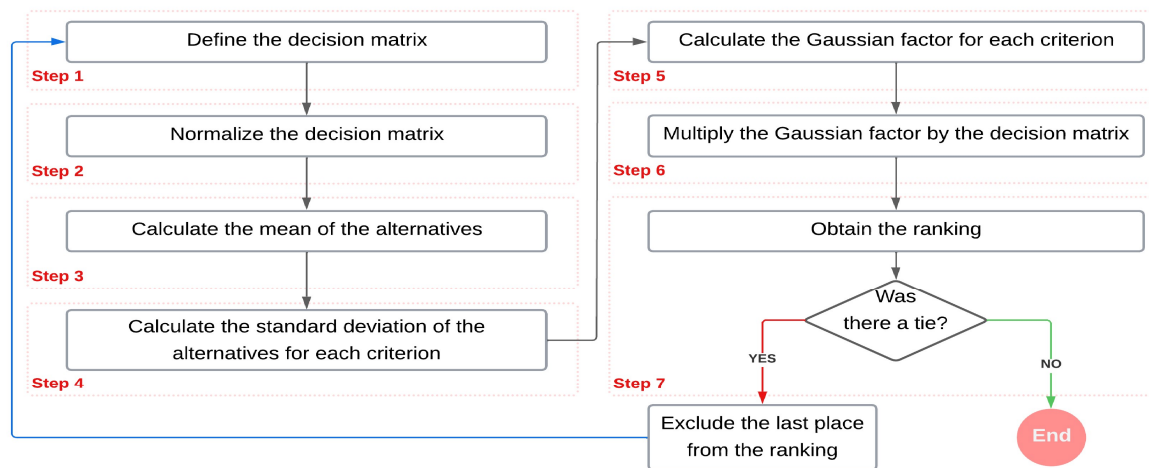 Define the decision matrix
Step 1
Normalize the decision matrix
Step 2
Calculate the mean of the alternatives
Step 3
Calculate the standard deviation of the
alternatives for each criterion
Step 4
Calculate the Gaussian factor for each criterion
Step 5
Multiply the Gaussian factor by the decision matrix
Step 6
Obtain the ranking
Was
there a tie?
YES
NO
Step 7
Exclude the last place
from the ranking
End